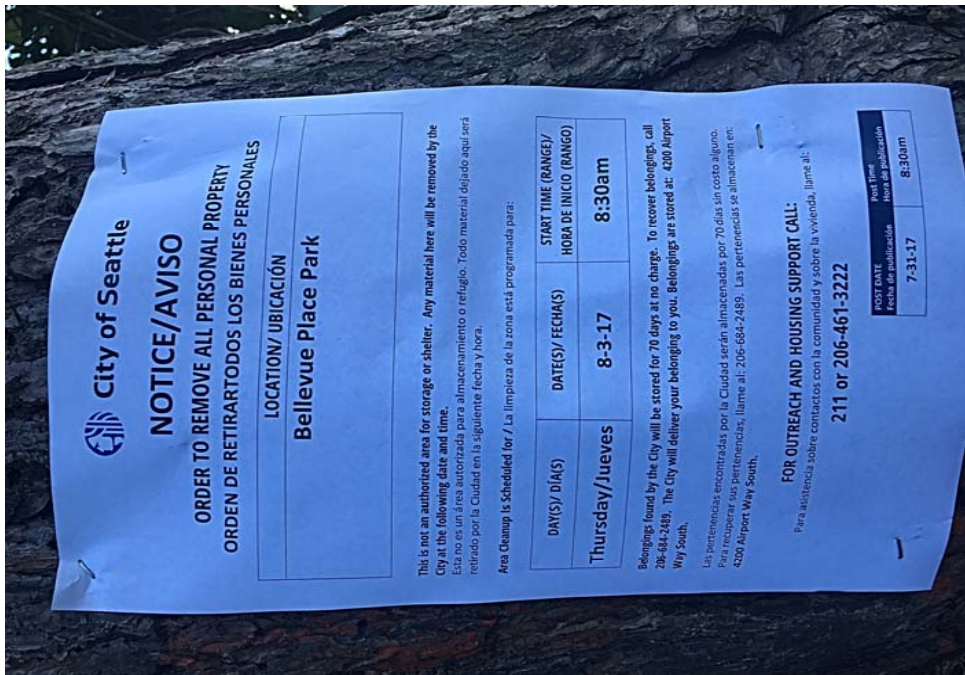 City of Seattle
NOTICE/AVISO
ORDER TO REMOVE ALL PERSONAL PROPERTY
ORDEN DE RETIRARTODOS LOS BIENES PERSONALES
LOCATION/ UBICACIÓN
Bellevue Place Park
This is not an authorized area for storage or shelter. Any material here will be removed by the
City at the following date and time.
Esta no es un área autorizada para almacenamiento o refugio. Todo material dejado aquí será
retirado por la Ciudad en la siguiente fecha y hora.
Area Cleanup Is Scheduled for / La limpieza de la zona está programada para:
DAY(S)/ DÍA(S) DATE(S)/ FECHA(S) START TIME (RANGE)/
HORA DE INICIO (RANGO)
Thursday/Jueves 8-3-17 8:30am
Belongings found by the City will be stored for 70 days at no charge. To recover belongings, call
206-684-2489. The City will deliver your belonging to you. Belongings are stored at: 4200 Airport
Way South.
Las pertenencias encontradas por la Ciudad serán almacenadas por 70 días sin costo alguno.
Para recuperar sus pertenencias, llame al: 206-684-2489. Las pertenencias se almacenan en:
4200 Airport Way South.
FOR OUTREACH AND HOUSING SUPPORT CALL:
Para asistencia sobre contactos con la comunidad y sobre la vivienda, llame al:
211 or 206-461-3222
POST DATE Post Time
Fecha de publicación Hora de publicación
7-31-17 8:30am